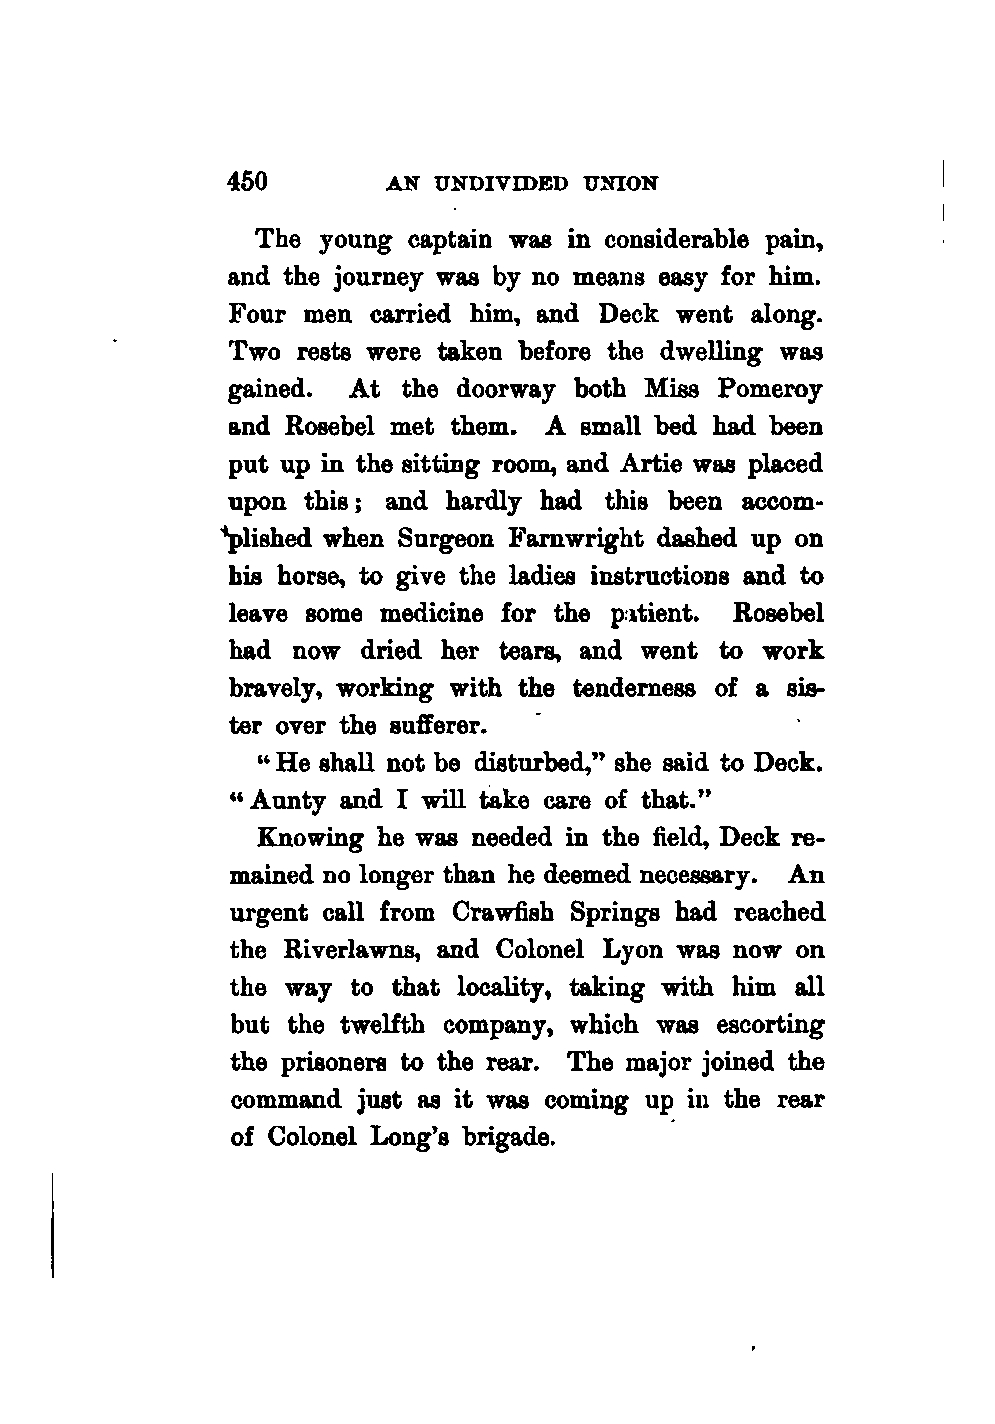 450 AN UNDIVIDED UNION
The young captain was in considerable pain,
and the journey was by no means easy for him.
Four men carried him, and Deck went along.
Two rests were taken before the dwelling was
gained. At the doorway both Miss Pomeroy
and Rosebel met them. A small bed had been
put up in the sitting room, and Artie was placed
upon this; and hardly had this been accom-
plished when Surgeon Farnwright dashed up on
his horse, to give the ladies instructions and to
leave some medicine for the patient. Rosebel
had now dried her tears, and went to work
bravely, working with the tenderness of a sis-
ter over the sufferer.
"He shall not be disturbed," she said to Deck.
"Aunty and I will take care of that."
Knowing he was needed in the field, Deck re-
mained no longer than he deemed necessary. An
urgent call from Crawfish Springs had reached
the Riverlawns, and Colonel Lyon was now on
the way to that locality, taking with him all
but the twelfth company, which was escorting
the prisoners to the rear. The major joined the
command just as it was coming up in the rear
of Colonel Long's brigade.